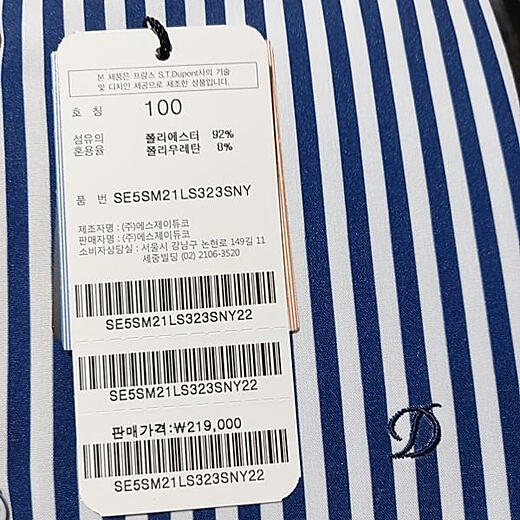 본 제품은 프랑스 S.T.Dupont사의 기술
및 디자인 제공으로 제조한 상품입니다.
호 칭 100
섬유의 폴리에스터 92%
혼용율 폴리우레탄 8%
품 번 SE5SM21LS323SNY
제조자명 : (주)에스제이듀코
판매자명 : (주)에스제이듀코
소비자상담실 : 서울시 강남구 논현로 149길 11
세중빌딩 (02) 2106-3520
SE5SM21LS323SNY22
SE5SM21LS323SNY22
판매가격:₩219,000
SE5SM21LS323SNY22
D